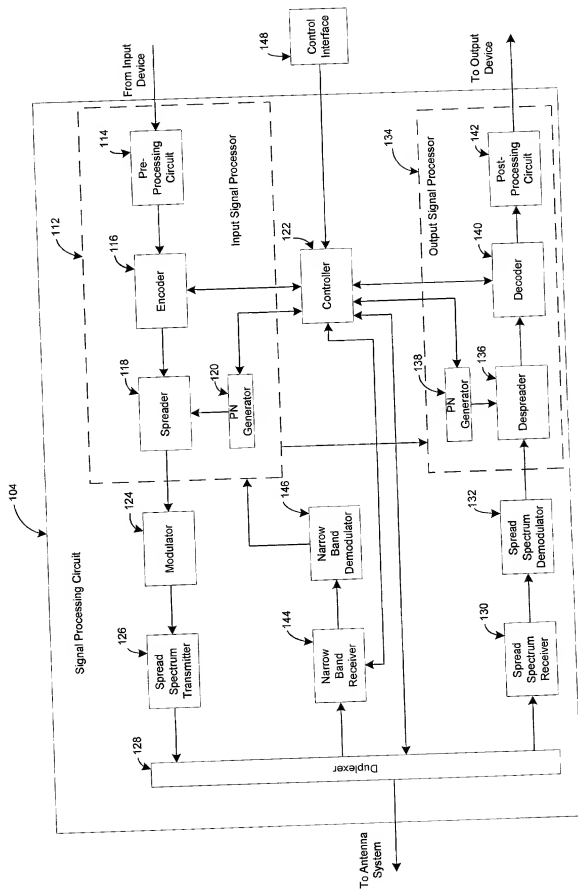 104
Signal Processing Circuit
112
From Input
Device
114
Pre-
Processing
Circuit
116
Encoder
118
Spreader
120
PN
Generator
Input Signal Processor
148
Control
Interface
122
Controller
124
Modulator
126
Spread
Spectrum
Transmitter
128
Duplexer
To Antenna
System
144
Narrow
Band
Receiver
146
Narrow
Band
Demodulator
130
Spread
Spectrum
Receiver
132
Spread
Spectrum
Demodulator
134
Output Signal Processor
138
PN
Generator
136
Despreader
140
Decoder
142
Post-
Processing
Circuit
To Output
Device